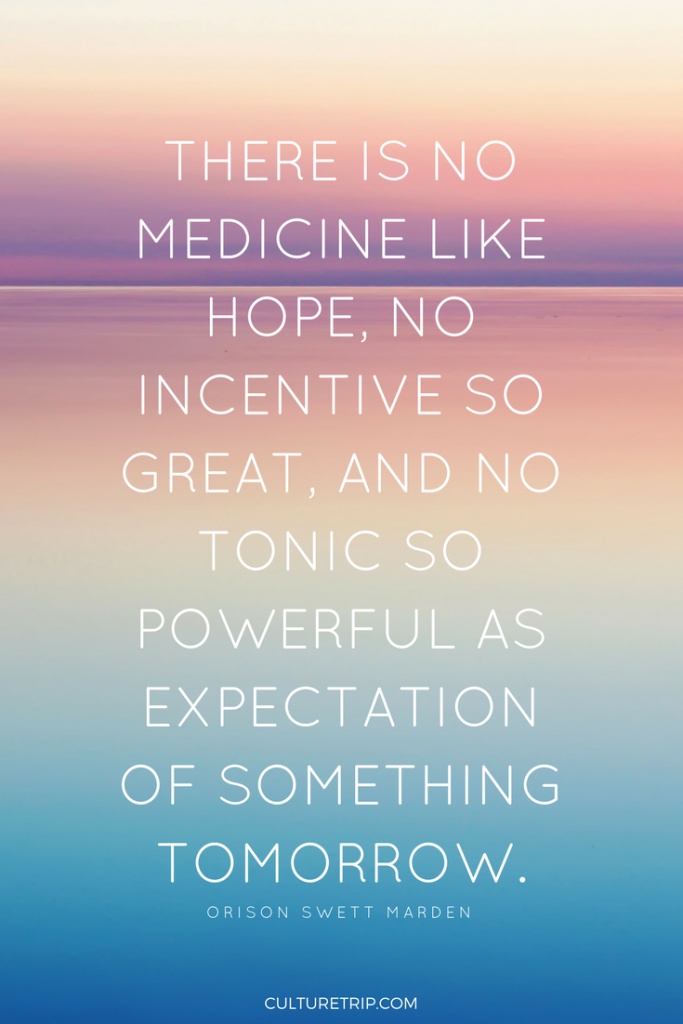 THERE IS NO
MEDICINE LIKE
HOPE, NO
INCENTIVE SO
GREAT, AND NO
TONIC SO
POWERFUL AS
EXPECTATION
OF SOMETHING
TOMORROW.
ORISON SWETT MARDEN
CULTURETRIP.COM